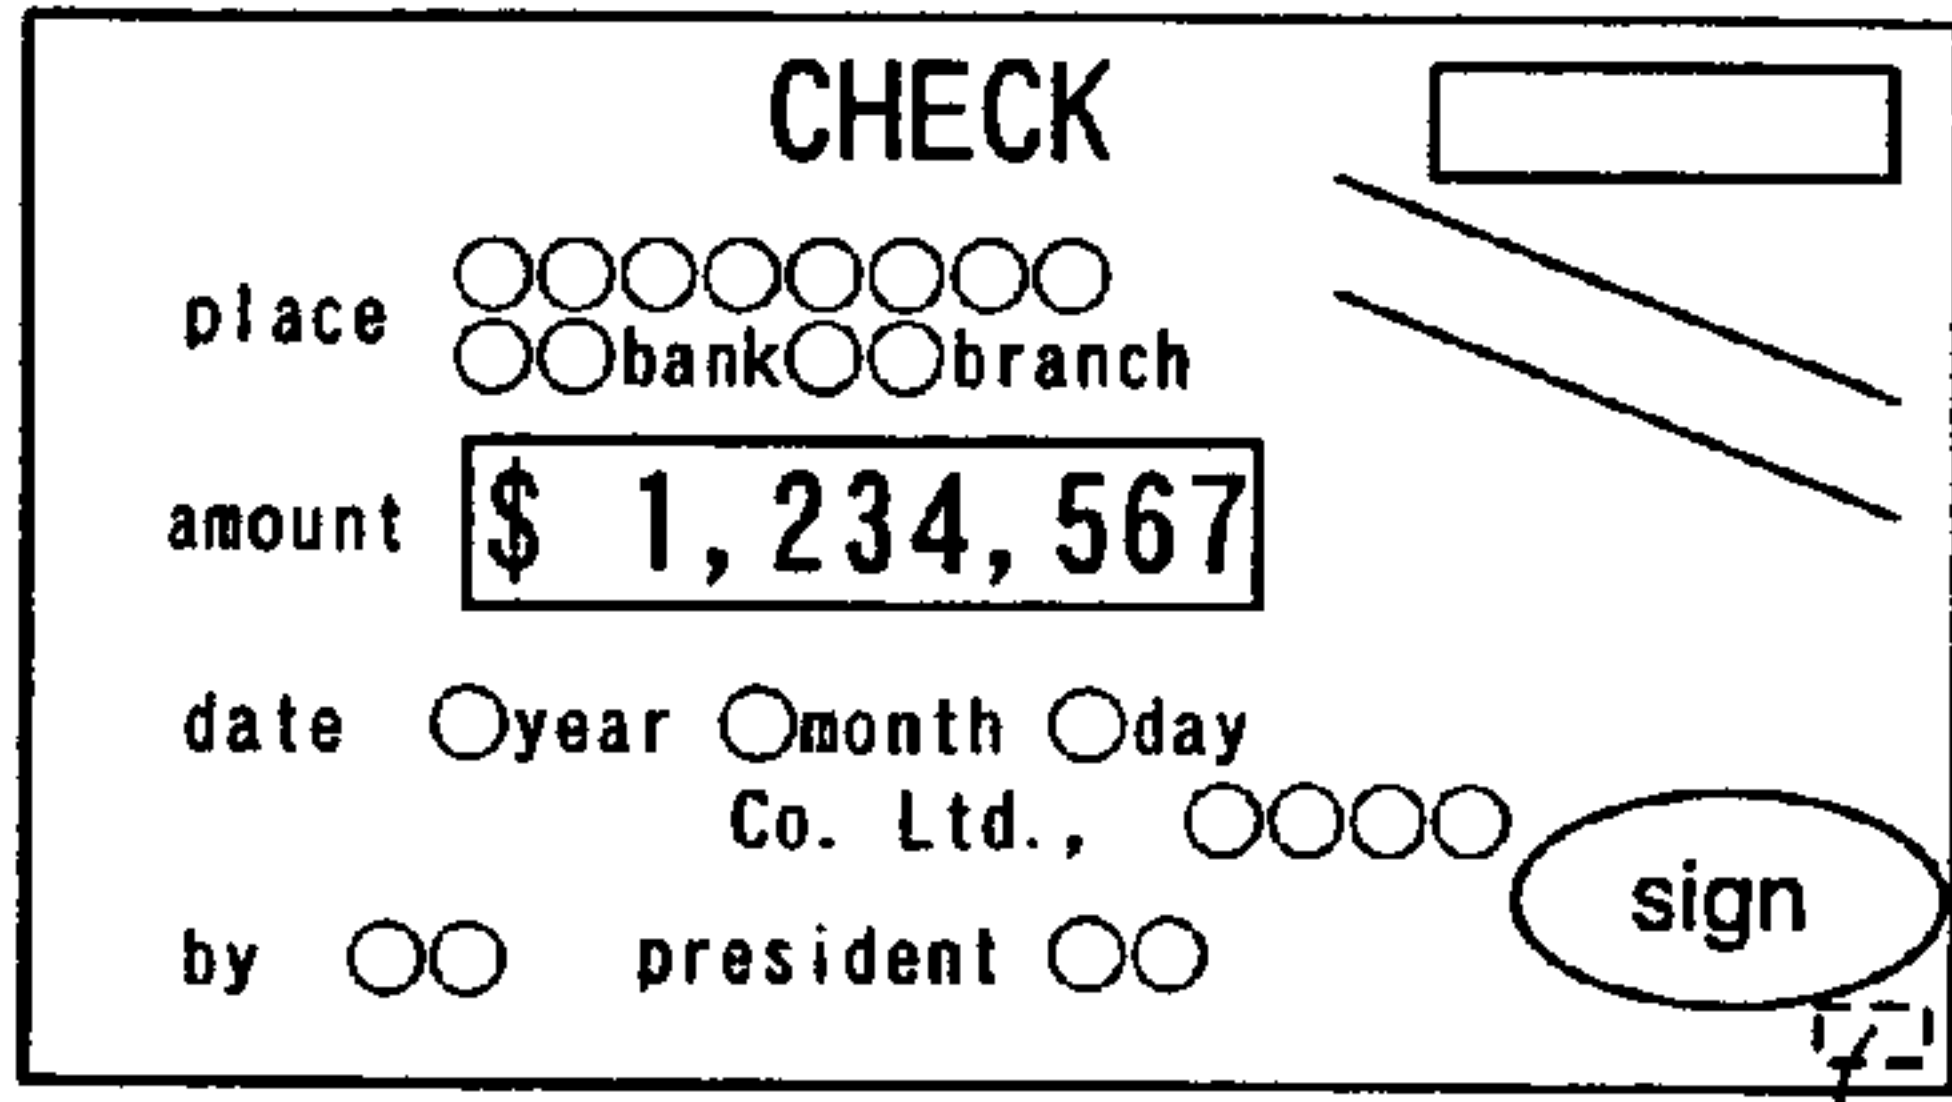 CHECK
place ○○○○○○○○
○○bank○○branch
amount $ 1,234,567
date ○year ○month ○day
Co. Ltd., ○○○○
sign
by ○○ president ○○